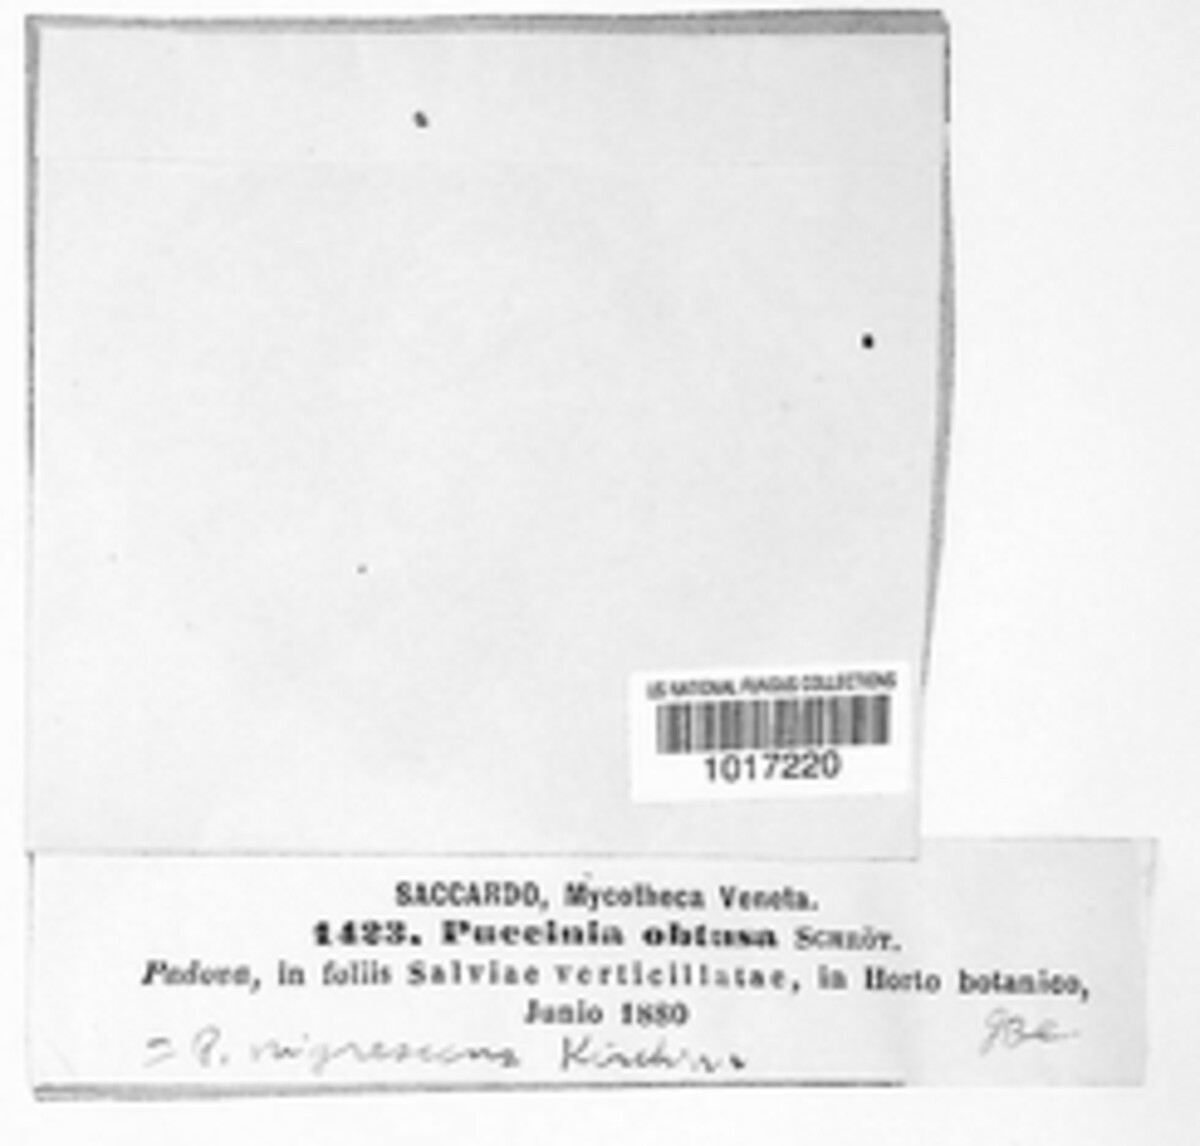 US NATIONAL FUNGUS COLLECTIONS
1017220
SACCARDO, Mycotheca Veneta.
1423. Puccinia obtusa SCHRÖT.
Padova, in foliis Salviae verticillatae, in Horto botanico,
Junio 1880
= P. nigrescens